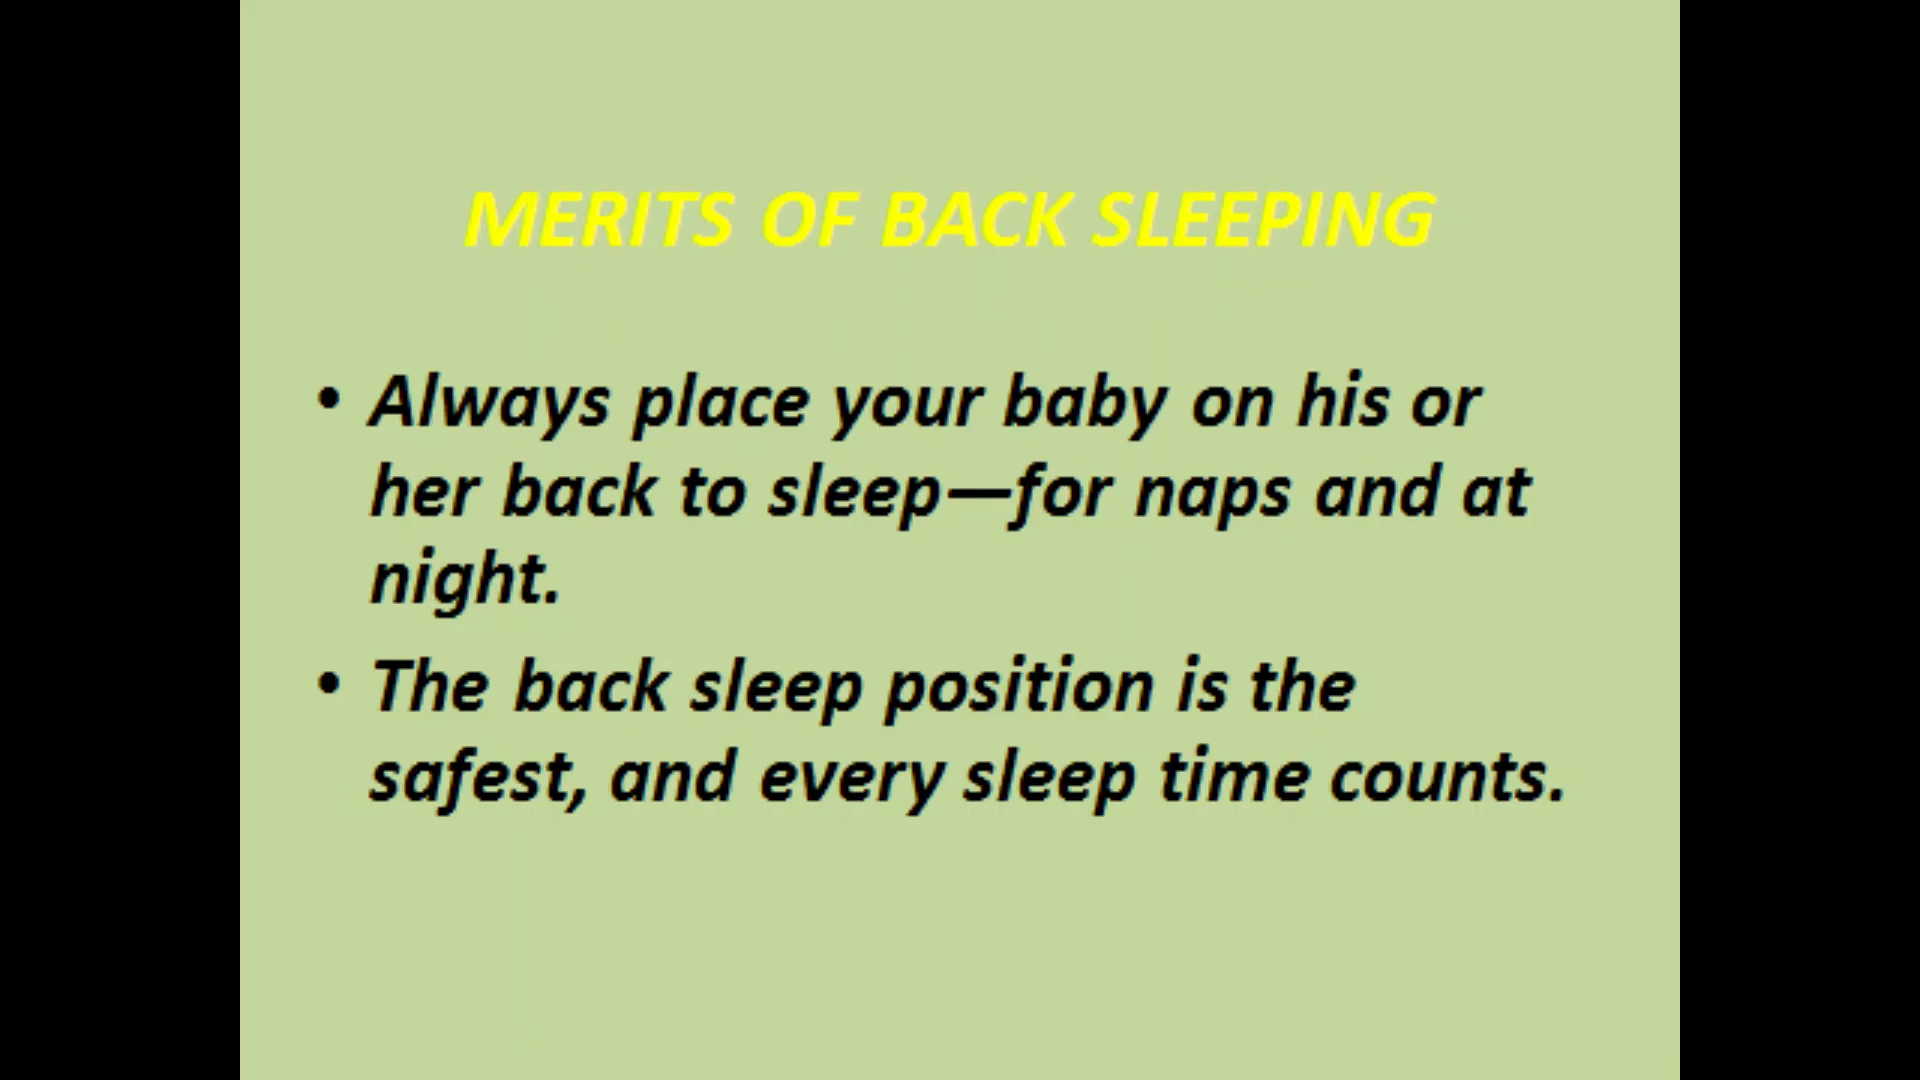 MERITS OF BACK SLEEPING
• Always place your baby on his or
her back to sleep—for naps and at
night.
• The back sleep position is the
safest, and every sleep time counts.